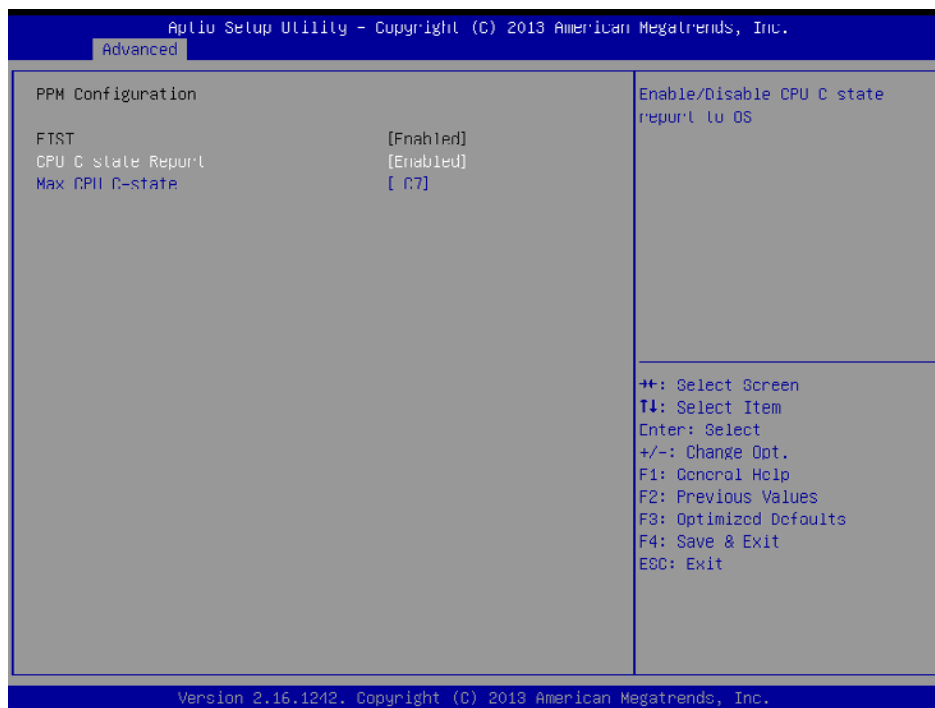 Aptio Setup Utility - Copyright (C) 2013 American Megatrends, Inc.
Advanced
PPM Configuration
EIST [Enabled]
CPU C state Report [Enabled]
Max CPU C-state [ C7]
Enable/Disable CPU C state
report to OS
→←: Select Screen
↑↓: Select Item
Enter: Select
+/-: Change Opt.
F1: General Help
F2: Previous Values
F3: Optimized Defaults
F4: Save & Exit
ESC: Exit
Version 2.16.1242. Copyright (C) 2013 American Megatrends, Inc.